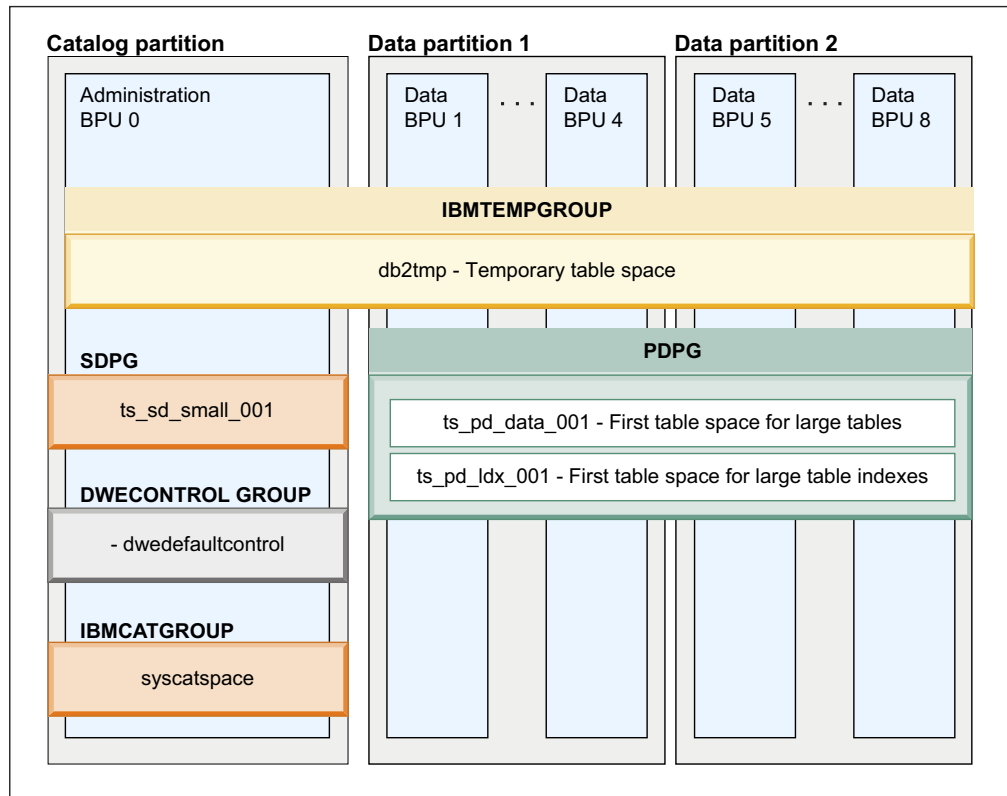 Catalog partition
Data partition 1
Data partition 2
Administration
BPU 0
Data
BPU 1
. . .
Data
BPU 4
Data
BPU 5
. . .
Data
BPU 8
IBMTEMPGROUP
db2tmp - Temporary table space
SDPG
ts_sd_small_001
PDPG
ts_pd_data_001 - First table space for large tables
ts_pd_ldx_001 - First table space for large table indexes
DWECONTROL GROUP
- dwedefaultcontrol
IBMCATGROUP
syscatspace